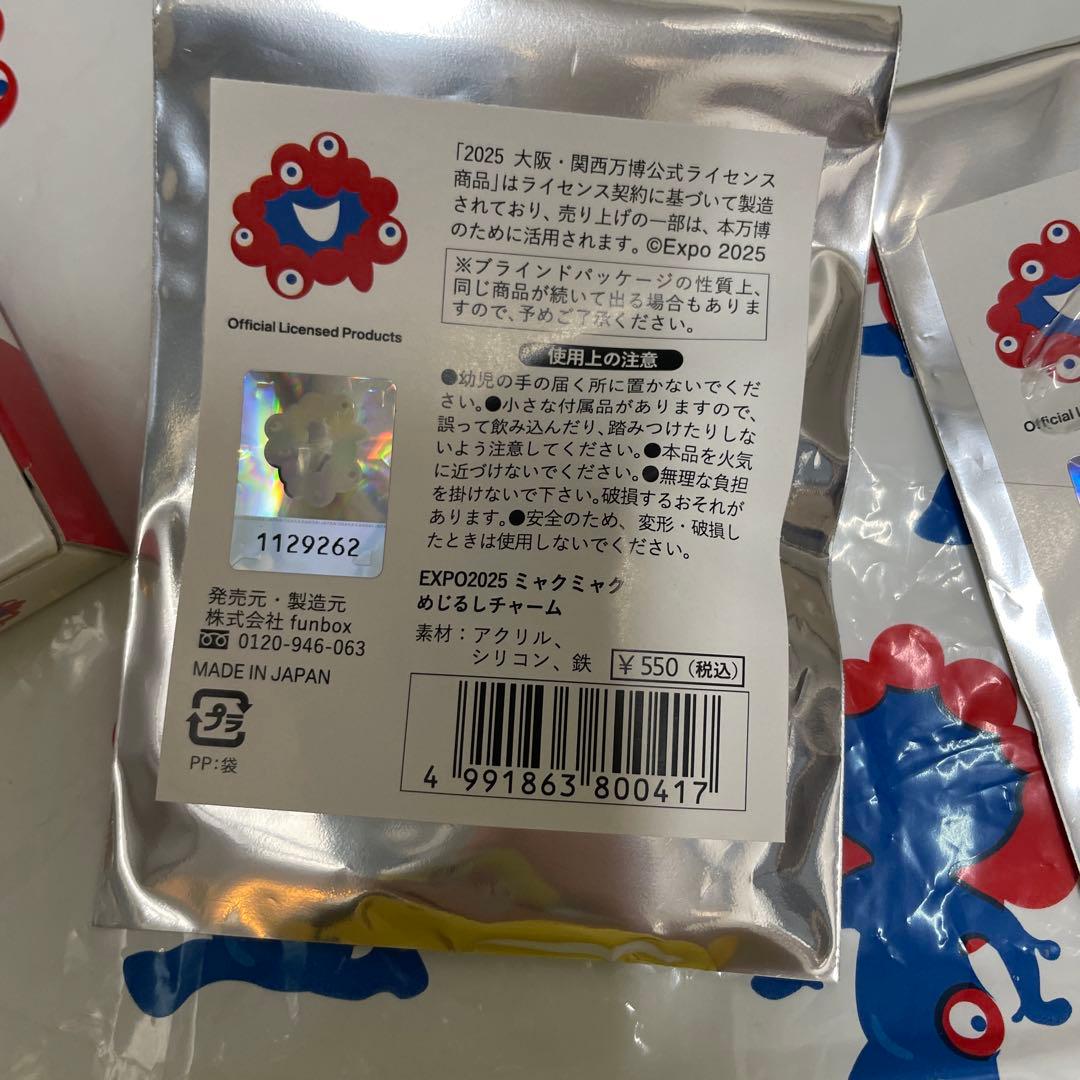 「2025 大阪・関西万博公式ライセンス
商品」はライセンス契約に基づいて製造
されており、売り上げの一部は、本万博
のために活用されます。©Expo 2025
※ブラインドパッケージの性質上、
同じ商品が続いて出る場合もありま
すので、予めご了承ください。
Official Licensed Products
使用上の注意
●幼児の手の届く所に置かないでくだ
さい。●小さな付属品がありますので、
誤って飲み込んだり、踏みつけたりしな
いよう注意してください。●本品を火気
に近づけないでください。●無理な負担
を掛けないで下さい。破損するおそれが
あります。●安全のため、変形・破損し
たときは使用しないでください。
1129262
EXPO2025 ミャクミャク
めじるしチャーム
素材：アクリル、
シリコン、鉄
¥550（税込）
発売元・製造元
株式会社 funbox
0120-946-063
MADE IN JAPAN
プラ
PP：袋
4 991863 800417
Official L